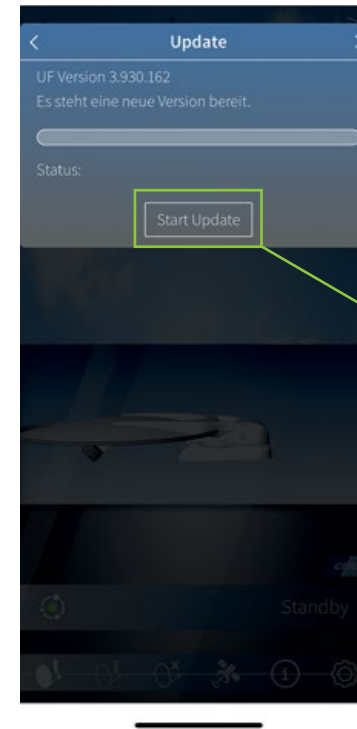 Update
UF Version 3.930.162
Es steht eine neue Version bereit.
Status:
Start Update
Standby